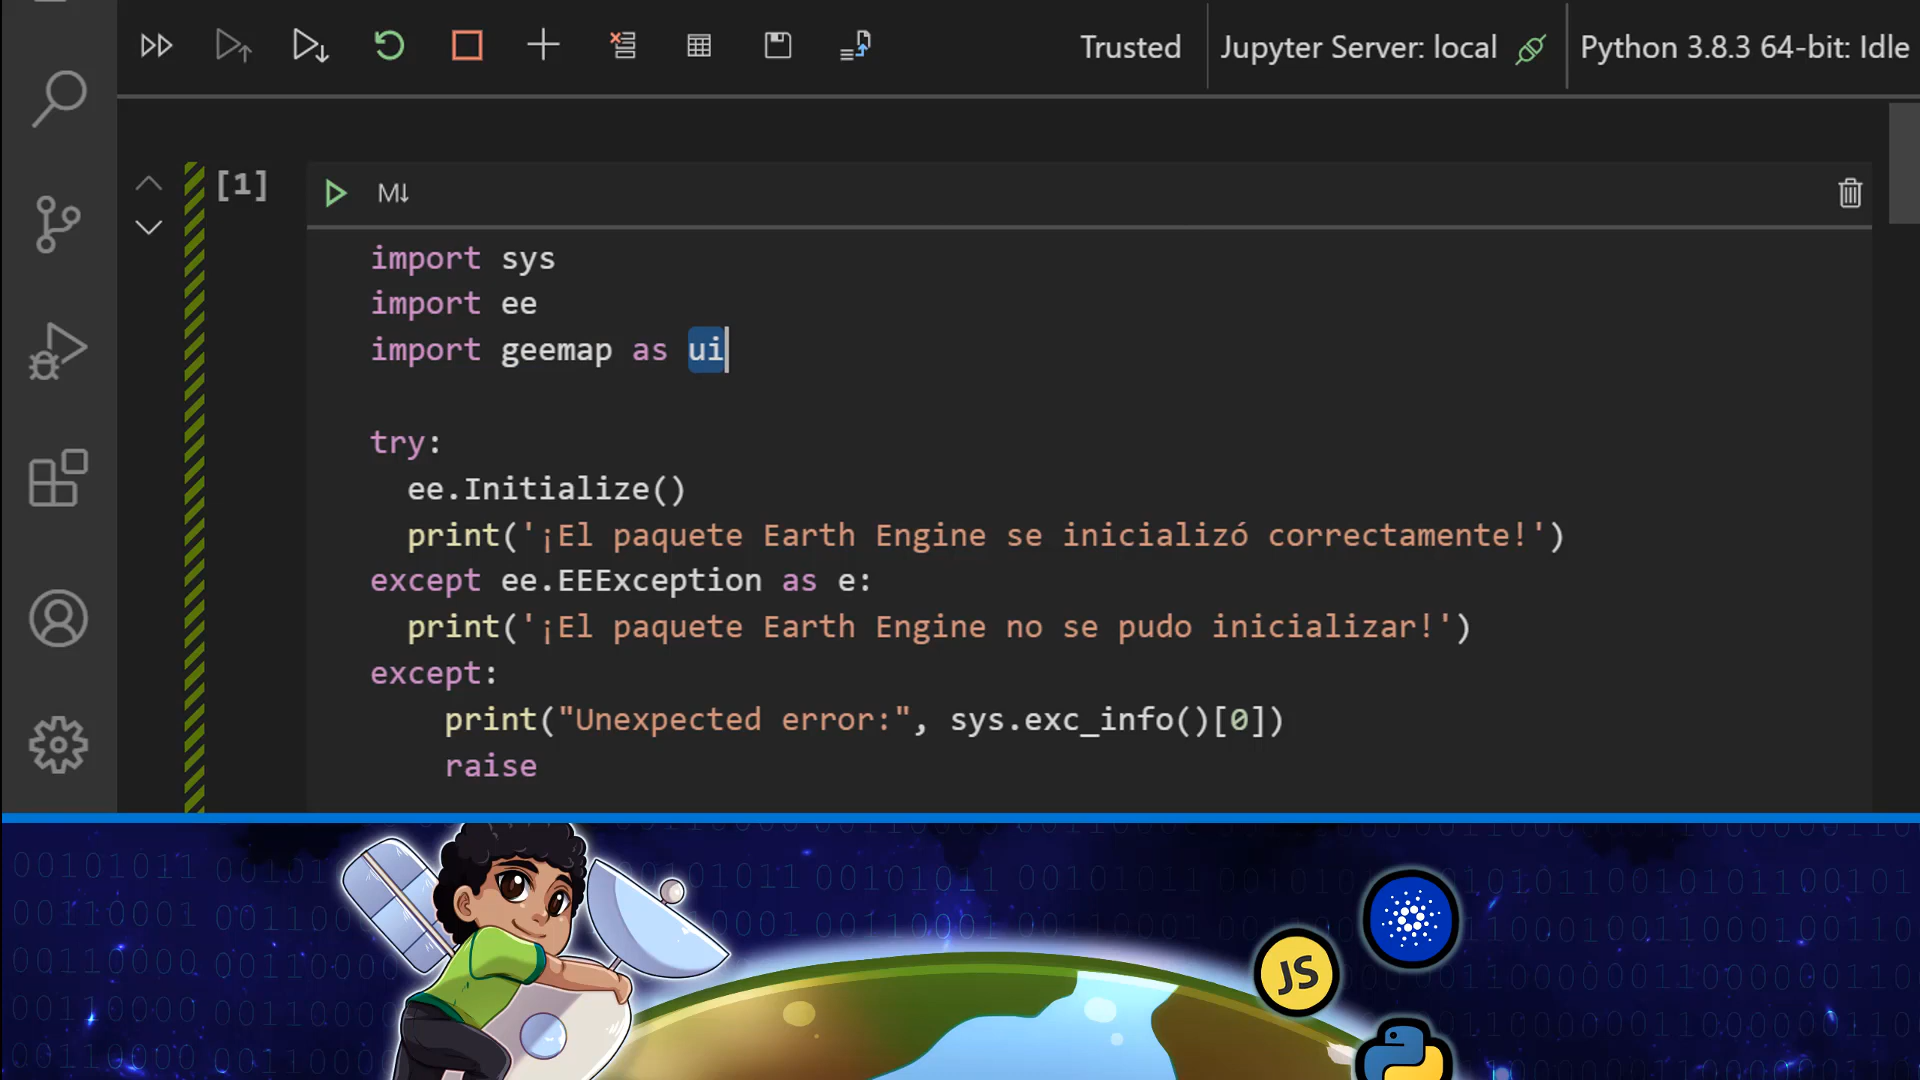 Trusted
Jupyter Server: local
Python 3.8.3 64-bit: Idle
[1]
M↓
import sys
import ee
import geemap as ui
try:
ee.Initialize()
print('¡El paquete Earth Engine se inicializó correctamente!')
except ee.EEException as e:
print('¡El paquete Earth Engine no se pudo inicializar!')
except:
print("Unexpected error:", sys.exc_info()[0])
raise
JS